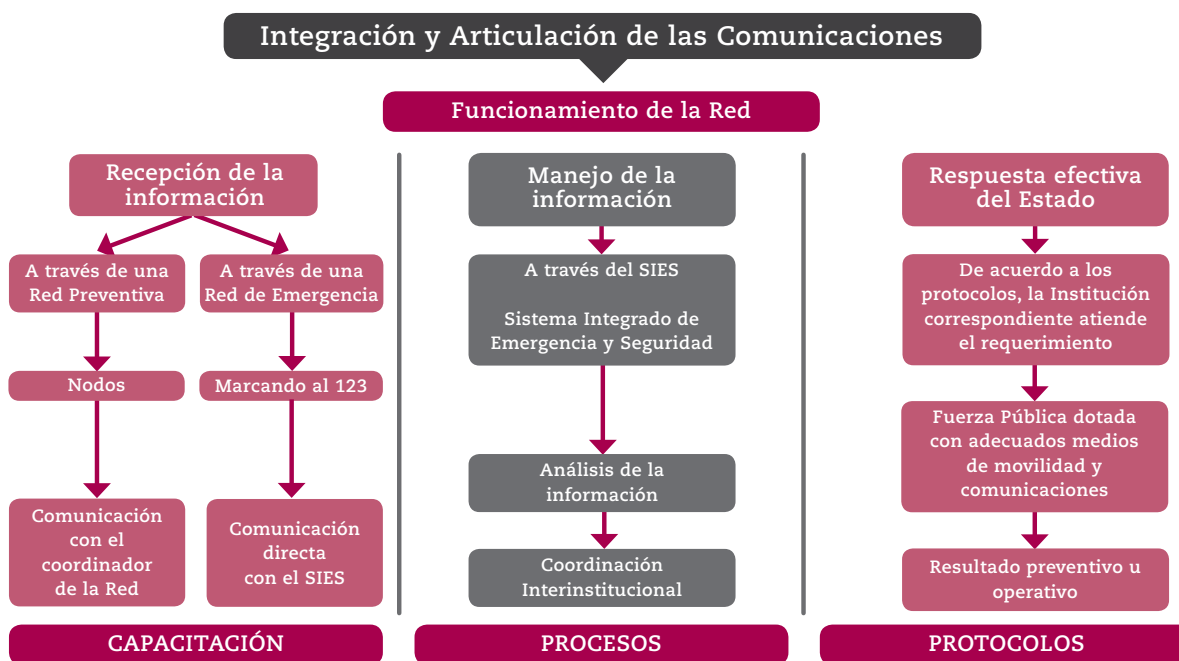 Integración y Articulación de las Comunicaciones
Funcionamiento de la Red
Recepción de la
información
A través de una
Red Preventiva
A través de una
Red de Emergencia
Nodos
Marcando al 123
Comunicación
con el
coordinador
de la Red
Comunicación
directa
con el SIES
CAPACITACIÓN
Manejo de la
información
A través del SIES
Sistema Integrado de
Emergencia y Seguridad
Análisis de la
información
Coordinación
Interinstitucional
PROCESOS
Respuesta efectiva
del Estado
De acuerdo a los
protocolos, la Institución
correspondiente atiende
el requerimiento
Fuerza Pública dotada
con adecuados medios
de movilidad y
comunicaciones
Resultado preventivo u
operativo
PROTOCOLOS